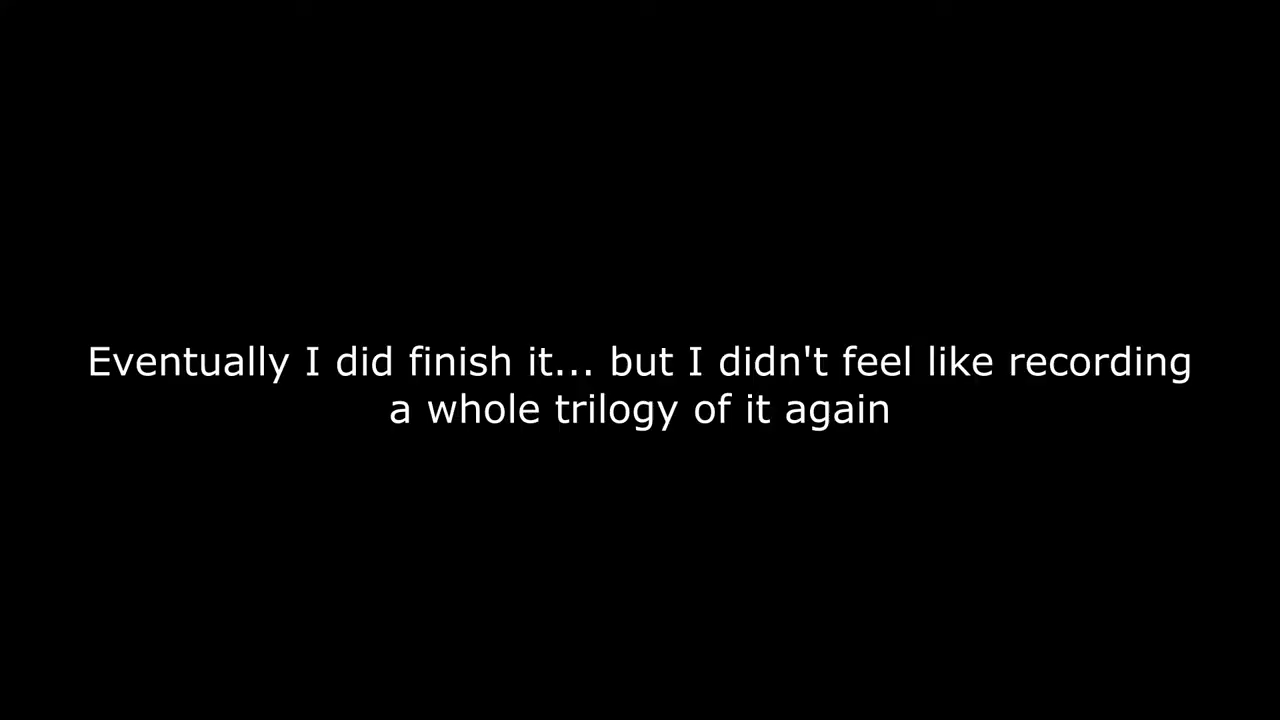 Eventually I did finish it... but I didn't feel like recording
a whole trilogy of it again